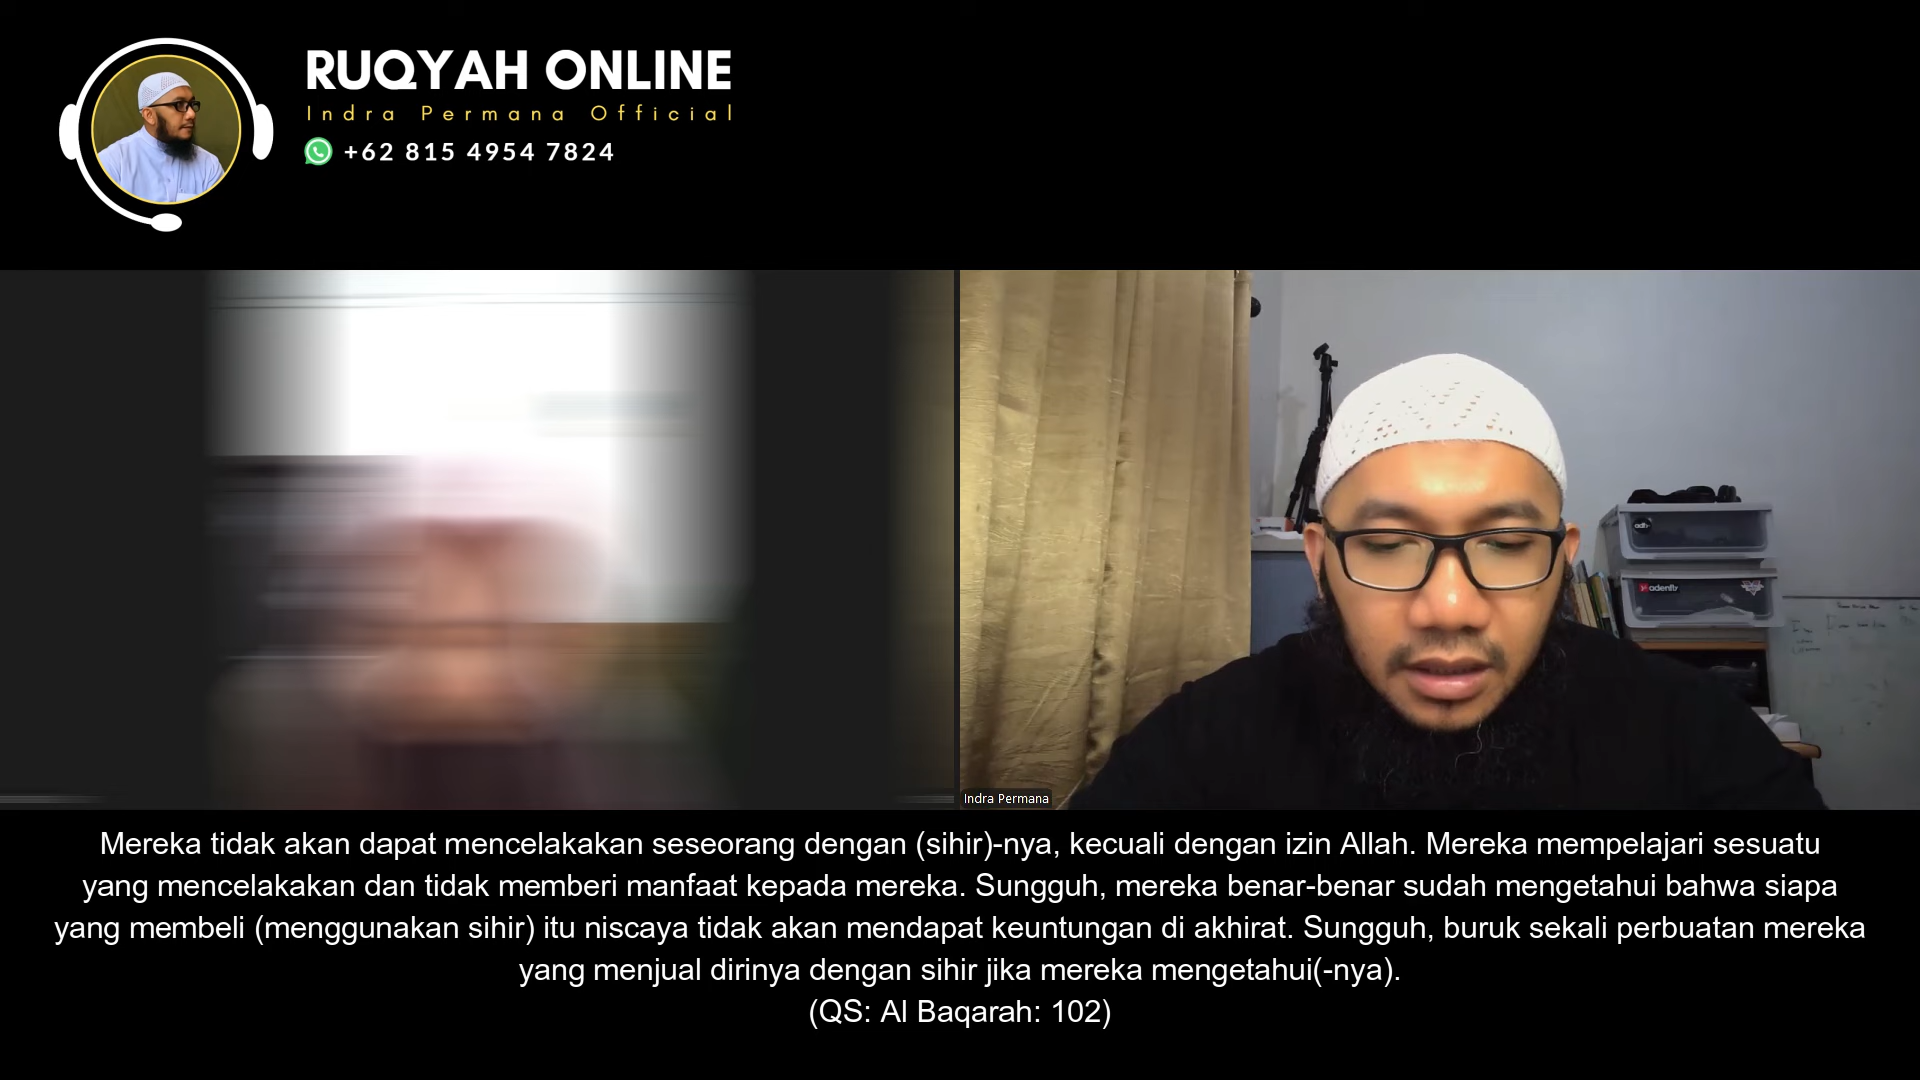 RUQYAH ONLINE
Indra Permana Official
+62 815 4954 7824
Indra Permana
Mereka tidak akan dapat mencelakakan seseorang dengan (sihir)-nya, kecuali dengan izin Allah. Mereka mempelajari sesuatu
yang mencelakakan dan tidak memberi manfaat kepada mereka. Sungguh, mereka benar-benar sudah mengetahui bahwa siapa
yang membeli (menggunakan sihir) itu niscaya tidak akan mendapat keuntungan di akhirat. Sungguh, buruk sekali perbuatan mereka
yang menjual dirinya dengan sihir jika mereka mengetahui(-nya).
(QS: Al Baqarah: 102)